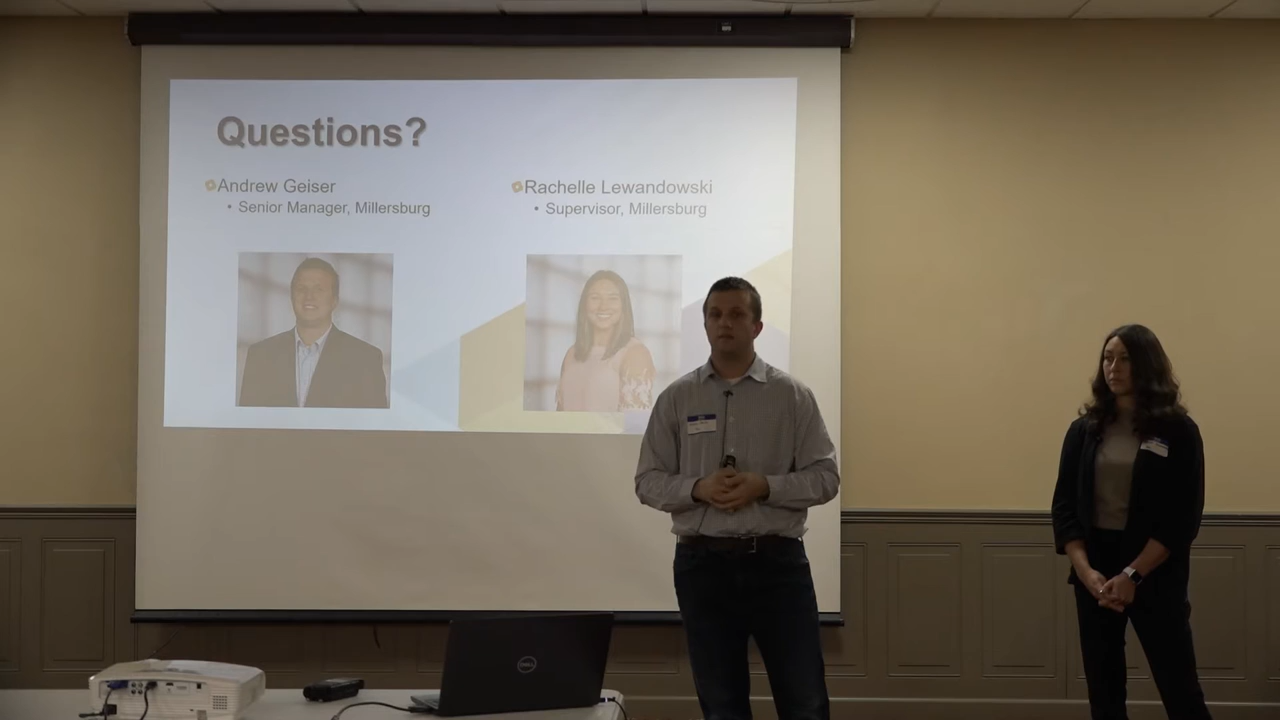 Questions?
Andrew Geiser
• Senior Manager, Millersburg
Rachelle Lewandowski
• Supervisor, Millersburg
DELL